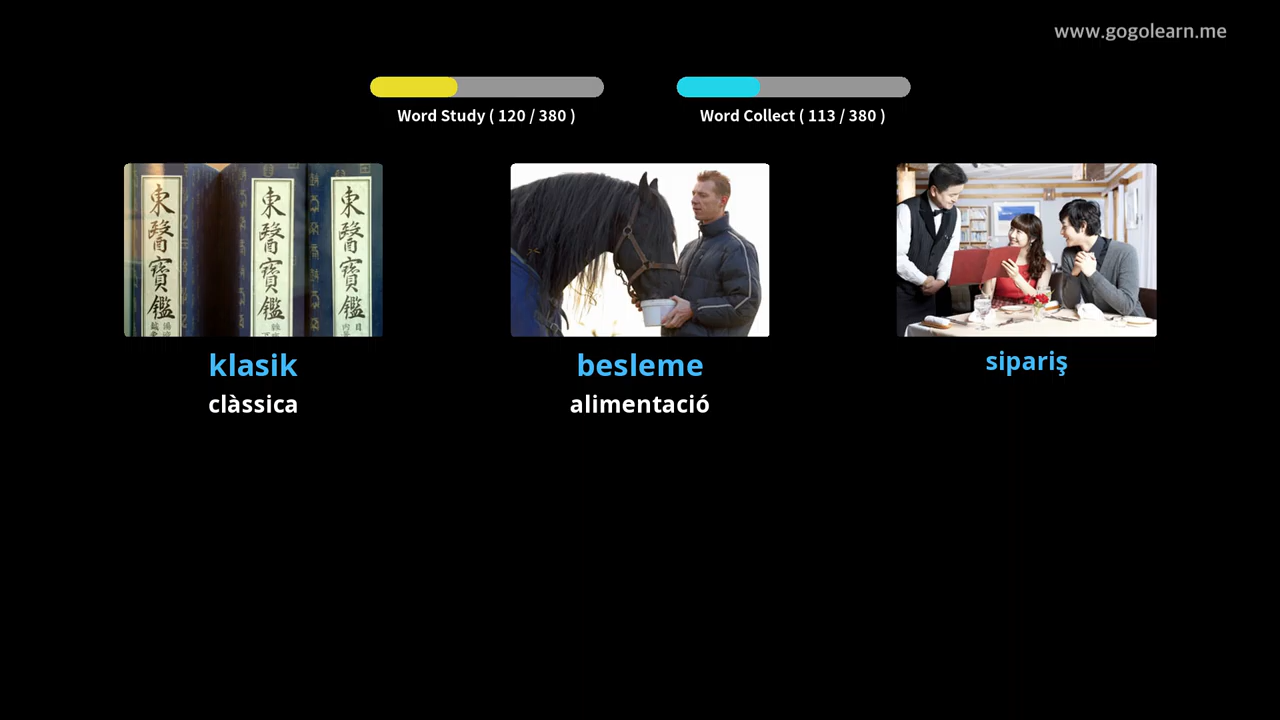 www.gogolearn.me
Word Study ( 120 / 380 )
Word Collect ( 113 / 380 )
東醫寶鑑
東醫寶鑑
東醫寶鑑
klasik
besleme
sipariş
clàssica
alimentació